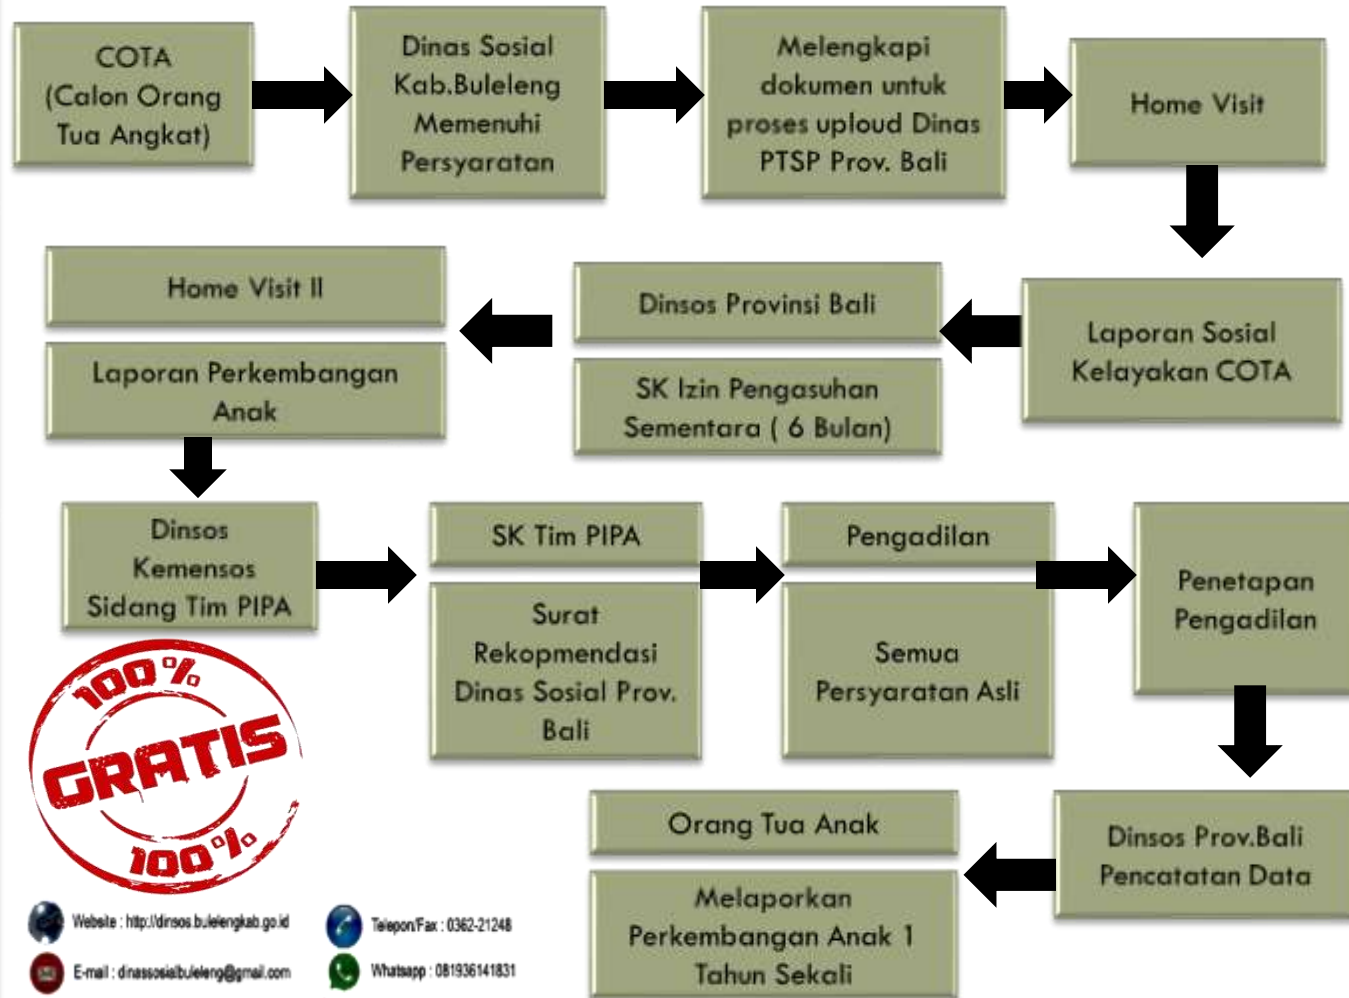 COTA
(Calon Orang
Tua Angkat)
Dinas Sosial
Kab.Buleleng
Memenuhi
Persyaratan
Melengkapi
dokumen untuk
proses uploud Dinas
PTSP Prov. Bali
Home Visit
Laporan Sosial
Kelayakan COTA
Dinsos Provinsi Bali
SK Izin Pengasuhan
Sementara ( 6 Bulan)
Home Visit II
Laporan Perkembangan
Anak
Dinsos
Kemensos
Sidang Tim PIPA
SK Tim PIPA
Surat
Rekopmendasi
Dinas Sosial Prov.
Bali
Pengadilan
Semua
Persyaratan Asli
Penetapan
Pengadilan
Dinsos Prov.Bali
Pencatatan Data
Orang Tua Anak
Melaporkan
Perkembangan Anak 1
Tahun Sekali
100%
GRATIS
100%
Website : http://dinsos.bulelengkab.go.id
Telepon/Fax : 0362-21248
E-mail : dinassosialbuleleng@gmail.com
Whatsapp : 081936141831